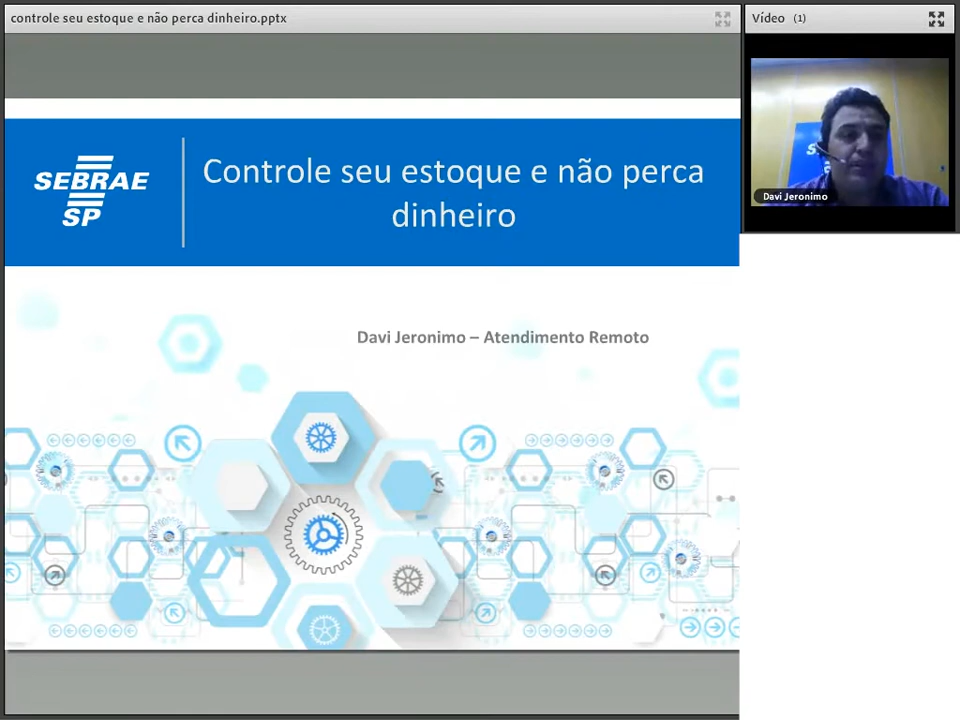 controle seu estoque e não perca dinheiro.pptx
Vídeo (1)
SEBRAE
SP
Controle seu estoque e não perca
dinheiro
Davi Jeronimo
Davi Jeronimo – Atendimento Remoto